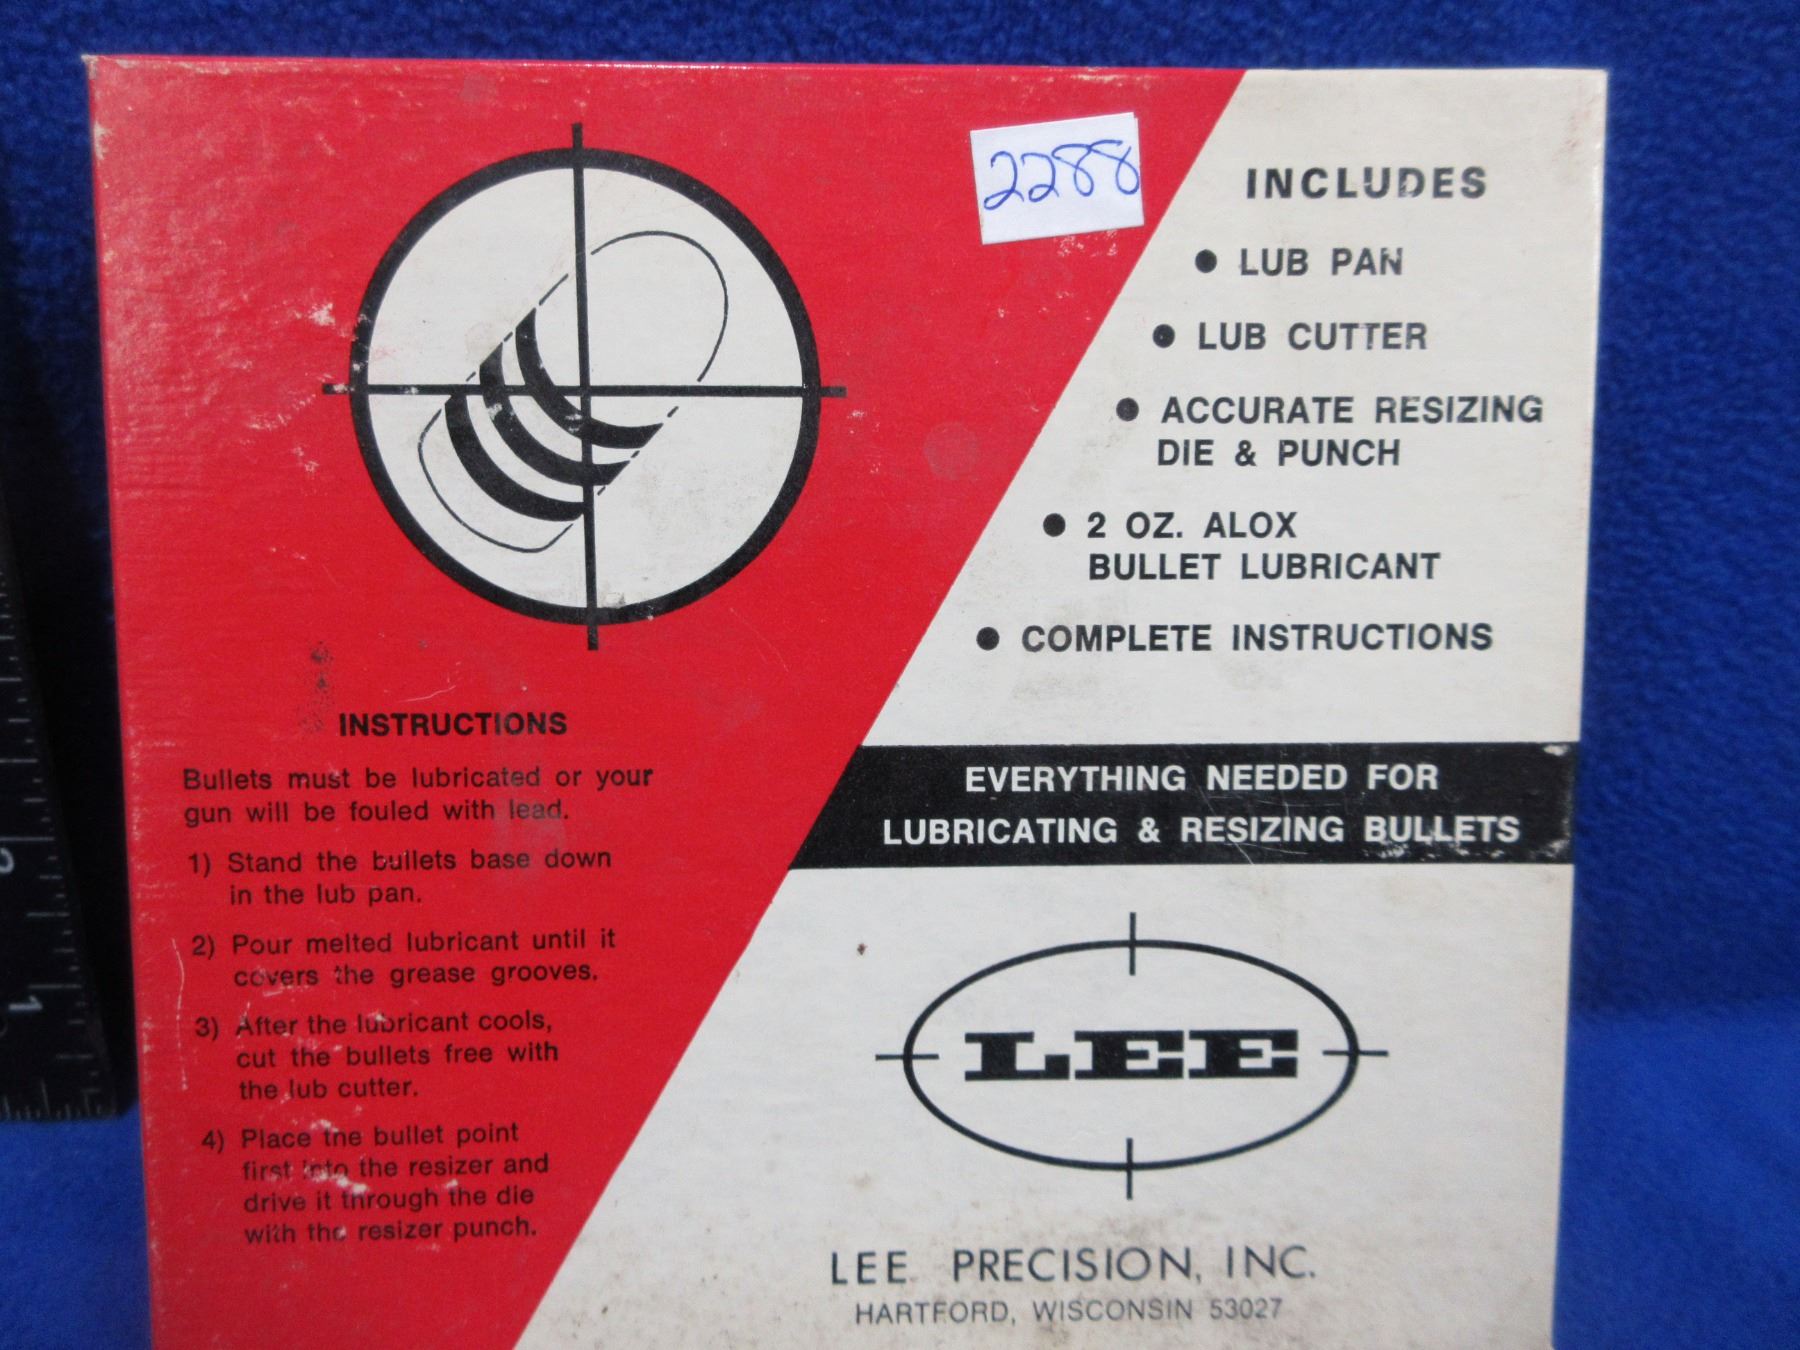 2288
INCLUDES
● LUB PAN
● LUB CUTTER
● ACCURATE RESIZING
DIE & PUNCH
● 2 OZ. ALOX
BULLET LUBRICANT
● COMPLETE INSTRUCTIONS
INSTRUCTIONS
Bullets must be lubricated or your
gun will be fouled with lead.
1) Stand the bullets base down
in the lub pan.
2) Pour melted lubricant until it
covers the grease grooves.
3) After the lubricant cools,
cut the bullets free with
the lub cutter.
4) Place the bullet point
first into the resizer and
drive it through the die
with the resizer punch.
EVERYTHING NEEDED FOR
LUBRICATING & RESIZING BULLETS
LEE
LEE PRECISION, INC.
HARTFORD, WISCONSIN 53027
2
1